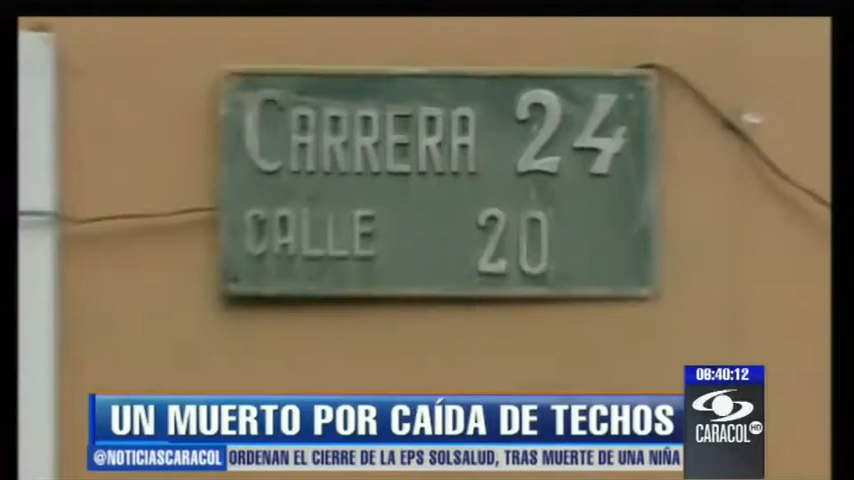 CARRERA 24
CALLE 20
08:40:12
UN MUERTO POR CAÍDA DE TECHOS
CARACOL HD
@NOTICIASCARACOL ORDENAN EL CIERRE DE LA EPS SOLSALUD, TRAS MUERTE DE UNA NIÑA